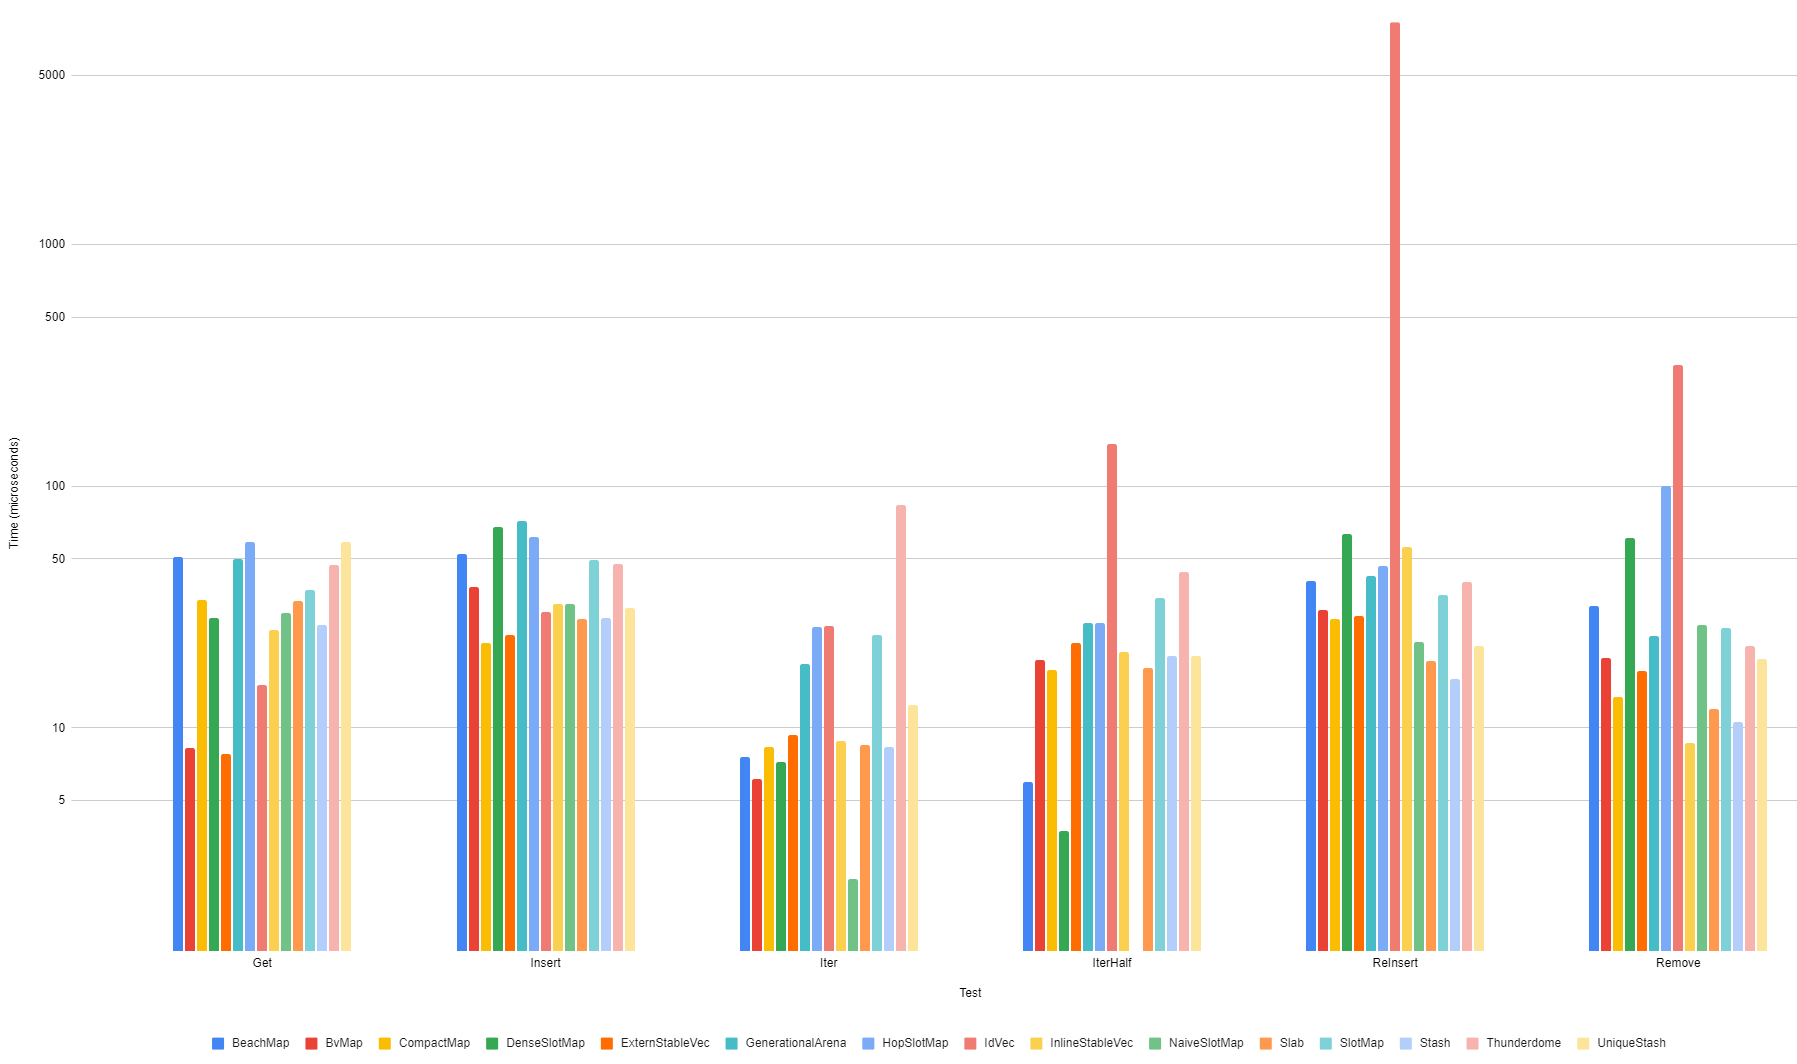 5000
1000
500
100
50
10
5
Time (microseconds)
Get Insert Iter IterHalf ReInsert Remove
Test
BeachMap BvMap CompactMap DenseSlotMap ExternStableVec GenerationalArena HopSlotMap IdVec InlineStableVec NaiveSlotMap Slab SlotMap Stash Thunderdome UniqueStash